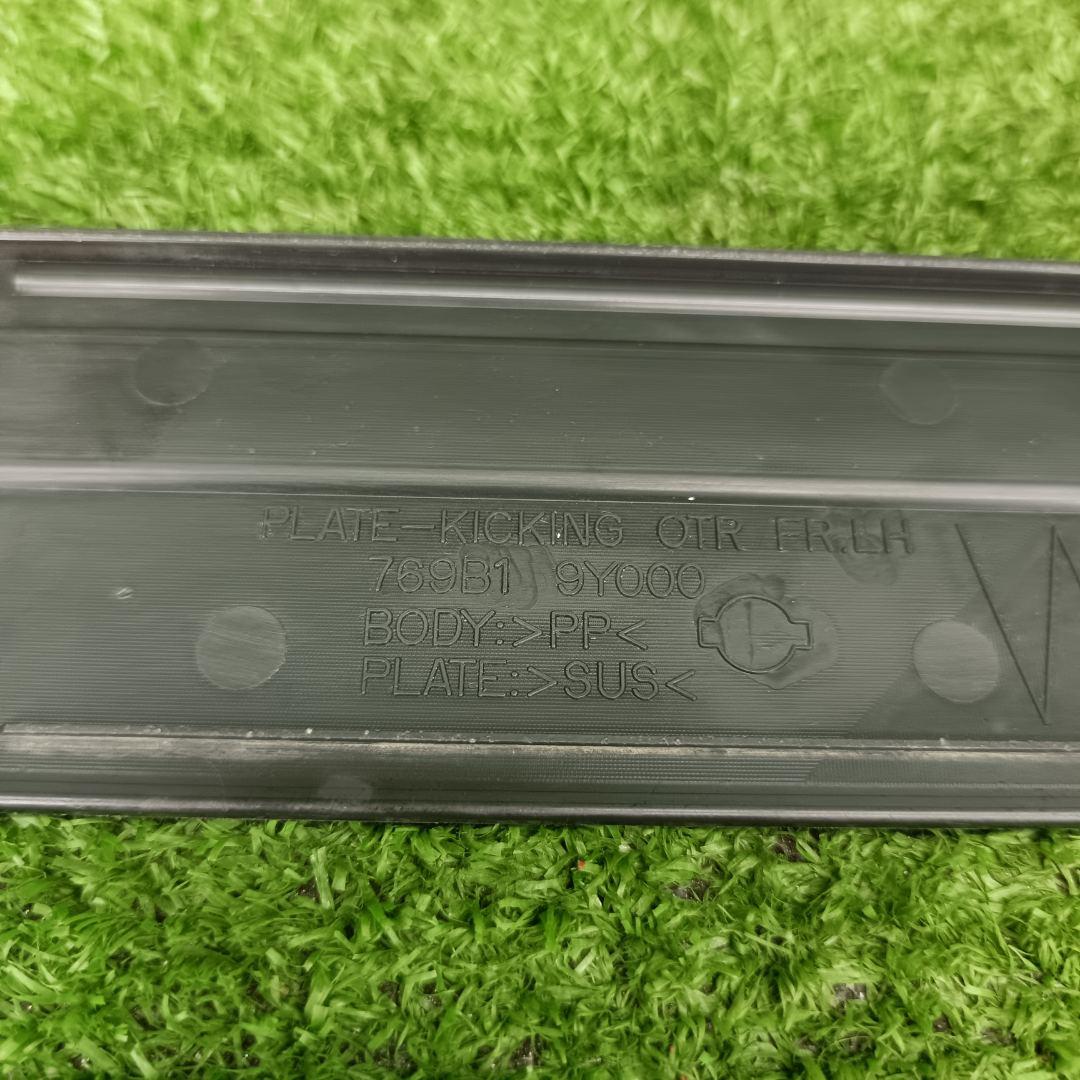 PLATE-KICKING OTR FR.LH
769B1 9Y000
BODY:>PP<
PLATE:>SUS<